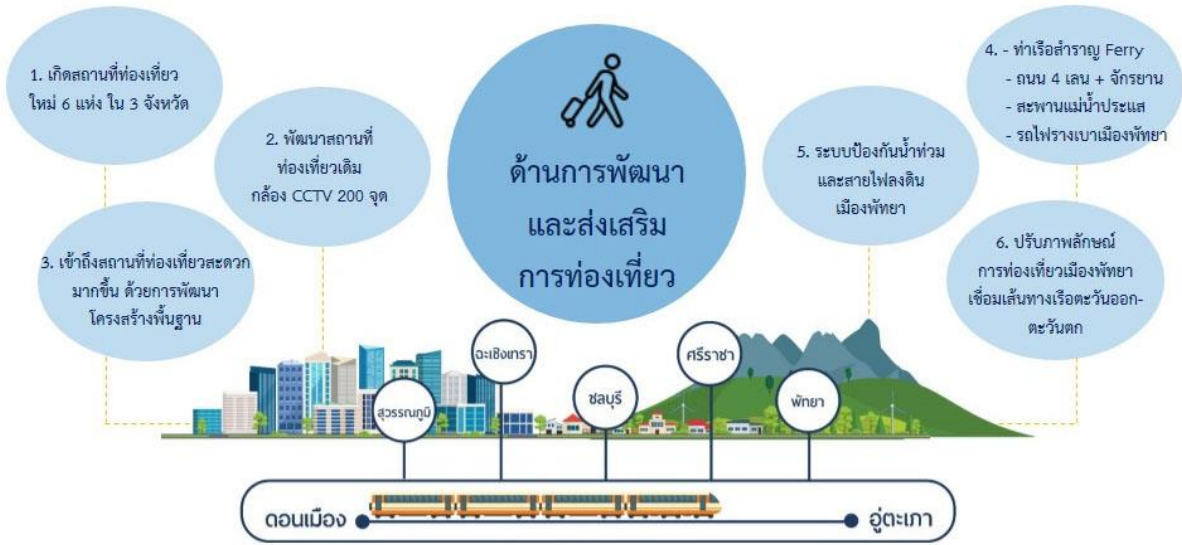 1. เกิดสถานที่ท่องเที่ยว
ใหม่ 6 แห่ง ใน 3 จังหวัด
2. พัฒนาสถานที่
ท่องเที่ยวเดิม
กล้อง CCTV 200 จุด
3. เข้าถึงสถานที่ท่องเที่ยวสะดวก
มากขึ้น ด้วยการพัฒนา
โครงสร้างพื้นฐาน
ด้านการพัฒนา
และส่งเสริม
การท่องเที่ยว
4. - ท่าเรือสำราญ Ferry
- ถนน 4 เลน + จักรยาน
- สะพานแม่น้ำประแส
- รถไฟรางเบาเมืองพัทยา
5. ระบบป้องกันน้ำท่วม
และสายไฟลงดิน
เมืองพัทยา
6. ปรับภาพลักษณ์
การท่องเที่ยวเมืองพัทยา
เชื่อมเส้นทางเรือตะวันออก-
ตะวันตก
สุวรรณภูมิ
ฉะเชิงเทรา
ชลบุรี
ศรีราชา
พัทยา
ดอนเมือง
อู่ตะเภา